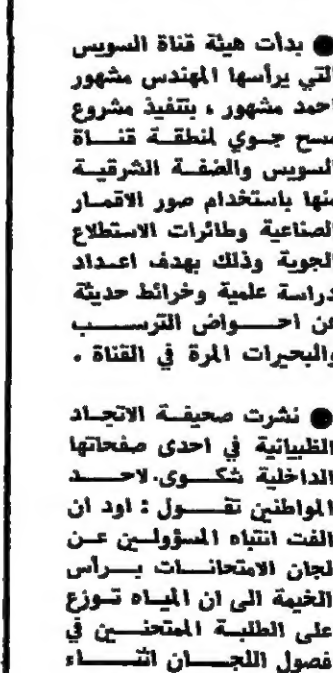 ● بدأت هيئة قناة السويس
التي يرأسها المهندس مشهور
احمد مشهور ، بتنفيذ مشروع
مسح جوي لمنطقة قناة
السويس والضفة الشرقية
منها باستخدام صور الاقمار
الصناعية وطائرات الاستطلاع
الجوية وذلك بهدف اعداد
دراسة علمية وخرائط حديثة
عن احواض الترسب
والبحيرات المرة في القناة .
● نشرت صحيفة الاتحاد
الظبيانية في احدى صفحاتها
الداخلية شكوى لاحد
المواطنين تقول : اود ان
الفت انتباه المسؤولين عن
لجان الامتحانات برأس
الخيمة الى ان المياه توزع
على الطلبة الممتحنين في
فصول اللجان اثناء